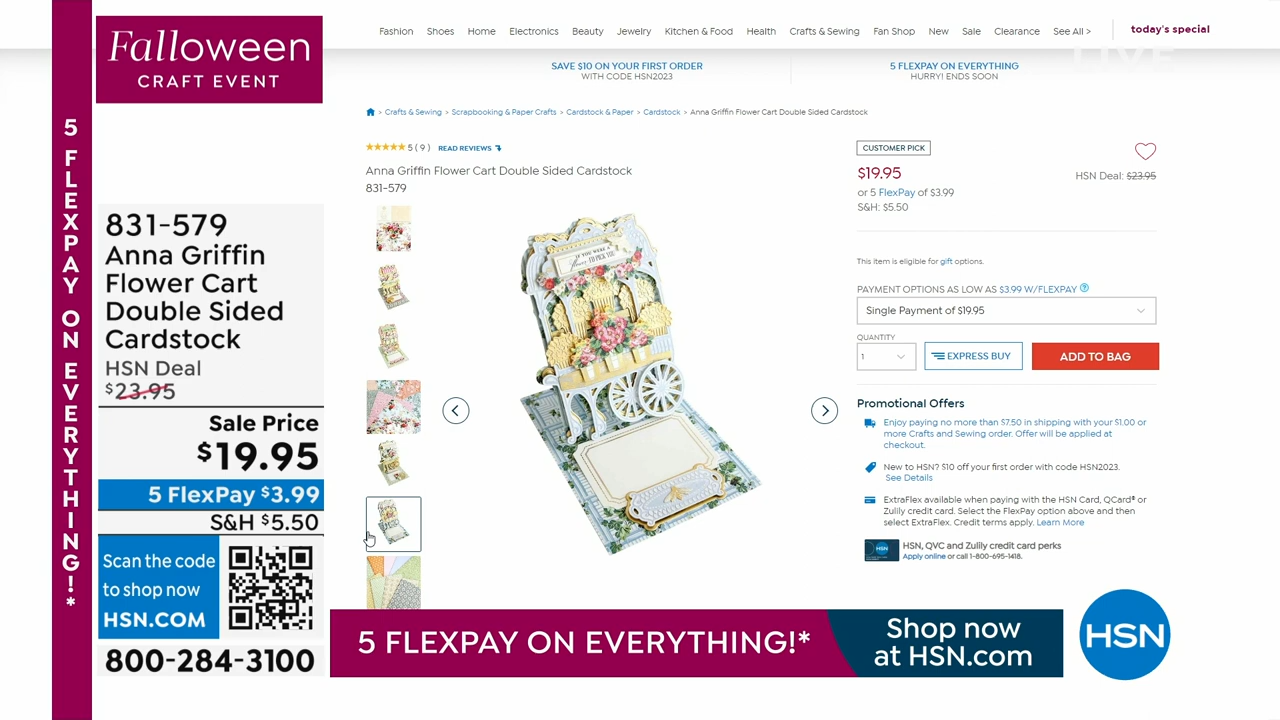 Falloween
CRAFT EVENT
5 FLEXPAY ON EVERYTHING!*
831-579
Anna Griffin
Flower Cart
Double Sided
Cardstock
HSN Deal
$23.95
Sale Price
$19.95
5 FlexPay $3.99
S&H $5.50
Scan the code
to shop now
HSN.COM
800-284-3100
Fashion Shoes Home Electronics Beauty Jewelry Kitchen & Food Health Crafts & Sewing Fan Shop New Sale Clearance See All > today's special
LIVE
SAVE $10 ON YOUR FIRST ORDER
WITH CODE HSN2023
5 FLEXPAY ON EVERYTHING
HURRY! ENDS SOON
> Crafts & Sewing > Scrapbooking & Paper Crafts > Cardstock & Paper > Cardstock > Anna Griffin Flower Cart Double Sided Cardstock
5 ( 9 ) READ REVIEWS
Anna Griffin Flower Cart Double Sided Cardstock
831-579
IF YOU WERE A
flower I'D PICK YOU
CUSTOMER PICK
$19.95
HSN Deal: $23.95
or 5 FlexPay of $3.99
S&H: $5.50
This item is eligible for gift options.
PAYMENT OPTIONS AS LOW AS $3.99 W/FLEXPAY ?
Single Payment of $19.95
QUANTITY
1
EXPRESS BUY
ADD TO BAG
Promotional Offers
Enjoy paying no more than $7.50 in shipping with your $1.00 or
more Crafts and Sewing order. Offer will be applied at
checkout.
New to HSN? $10 off your first order with code HSN2023.
See Details
ExtraFlex available when paying with the HSN Card, QCard® or
Zulily credit card. Select the FlexPay option above and then
select ExtraFlex. Credit terms apply. Learn More
HSN
HSN, QVC and Zulily credit card perks
Apply online or call 1-800-695-1418.
5 FLEXPAY ON EVERYTHING!*
Shop now
at HSN.com
HSN